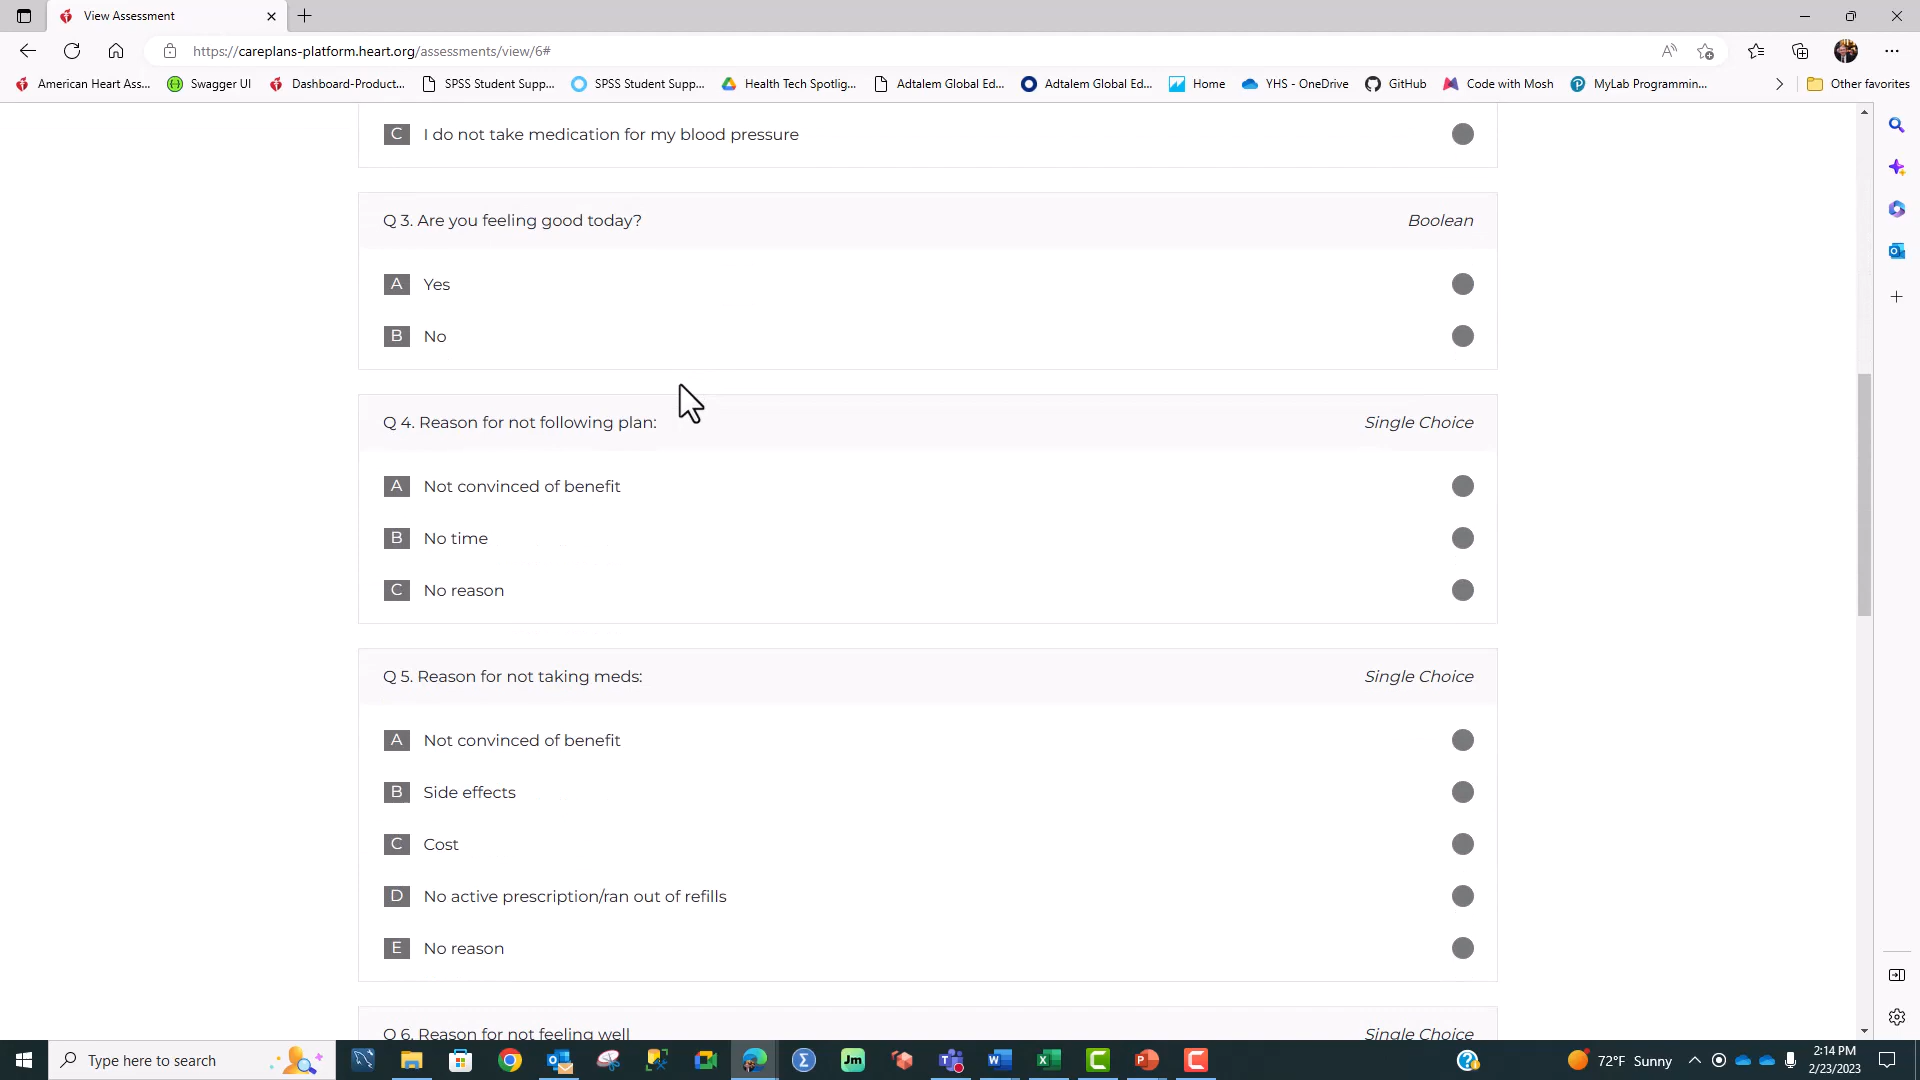 View Assessment
https://careplans-platform.heart.org/assessments/view/6#
American Heart Ass...
Swagger UI
Dashboard-Product...
SPSS Student Supp...
SPSS Student Supp...
Health Tech Spotlig...
Adtalem Global Ed...
Adtalem Global Ed...
Home
YHS - OneDrive
GitHub
Code with Mosh
MyLab Programmin...
Other favorites
C I do not take medication for my blood pressure
Q 3. Are you feeling good today? Boolean
A Yes
B No
Q 4. Reason for not following plan: Single Choice
A Not convinced of benefit
B No time
C No reason
Q 5. Reason for not taking meds: Single Choice
A Not convinced of benefit
B Side effects
C Cost
D No active prescription/ran out of refills
E No reason
Q 6. Reason for not feeling well Single Choice
Type here to search
72°F Sunny
2:14 PM
2/23/2023